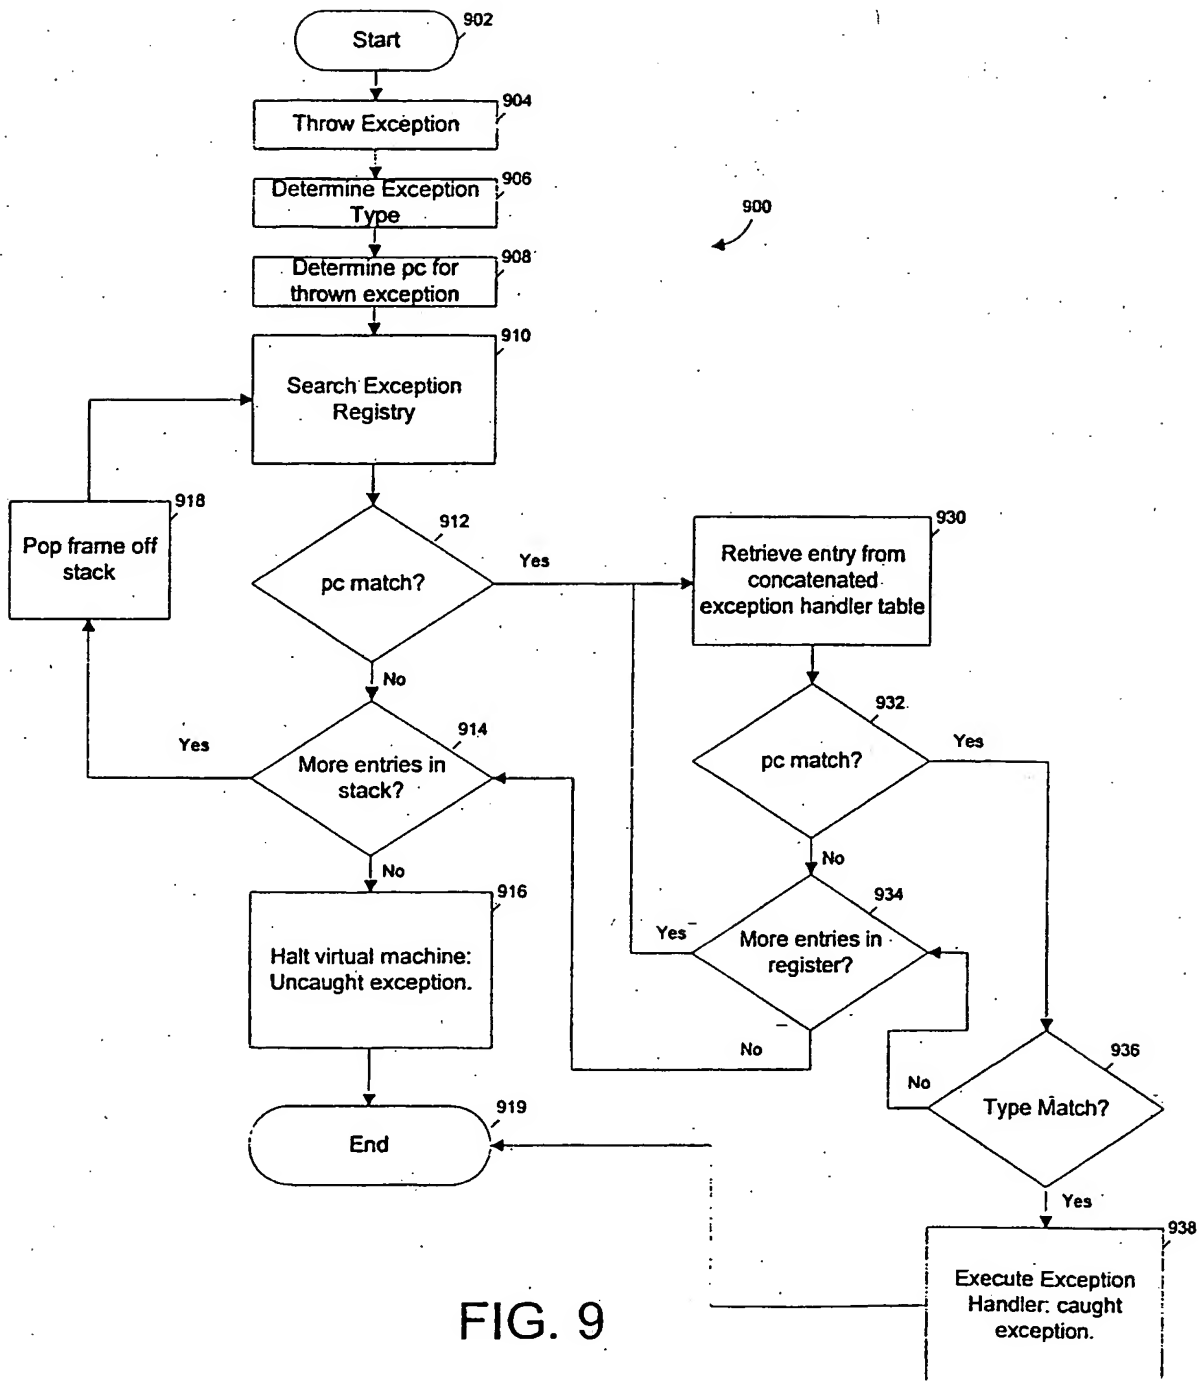 902
Start
904
Throw Exception
906
Determine Exception
Type
900
908
Determine pc for
thrown exception
910
Search Exception
Registry
918
Pop frame off
stack
912
pc match?
Yes
No
930
Retrieve entry from
concatenated
exception handler table
932
pc match?
Yes
No
914
More entries in
stack?
Yes
No
934
More entries in
register?
Yes
No
916
Halt virtual machine:
Uncaught exception.
936
Type Match?
No
Yes
919
End
938
Execute Exception
Handler: caught
exception.
FIG. 9